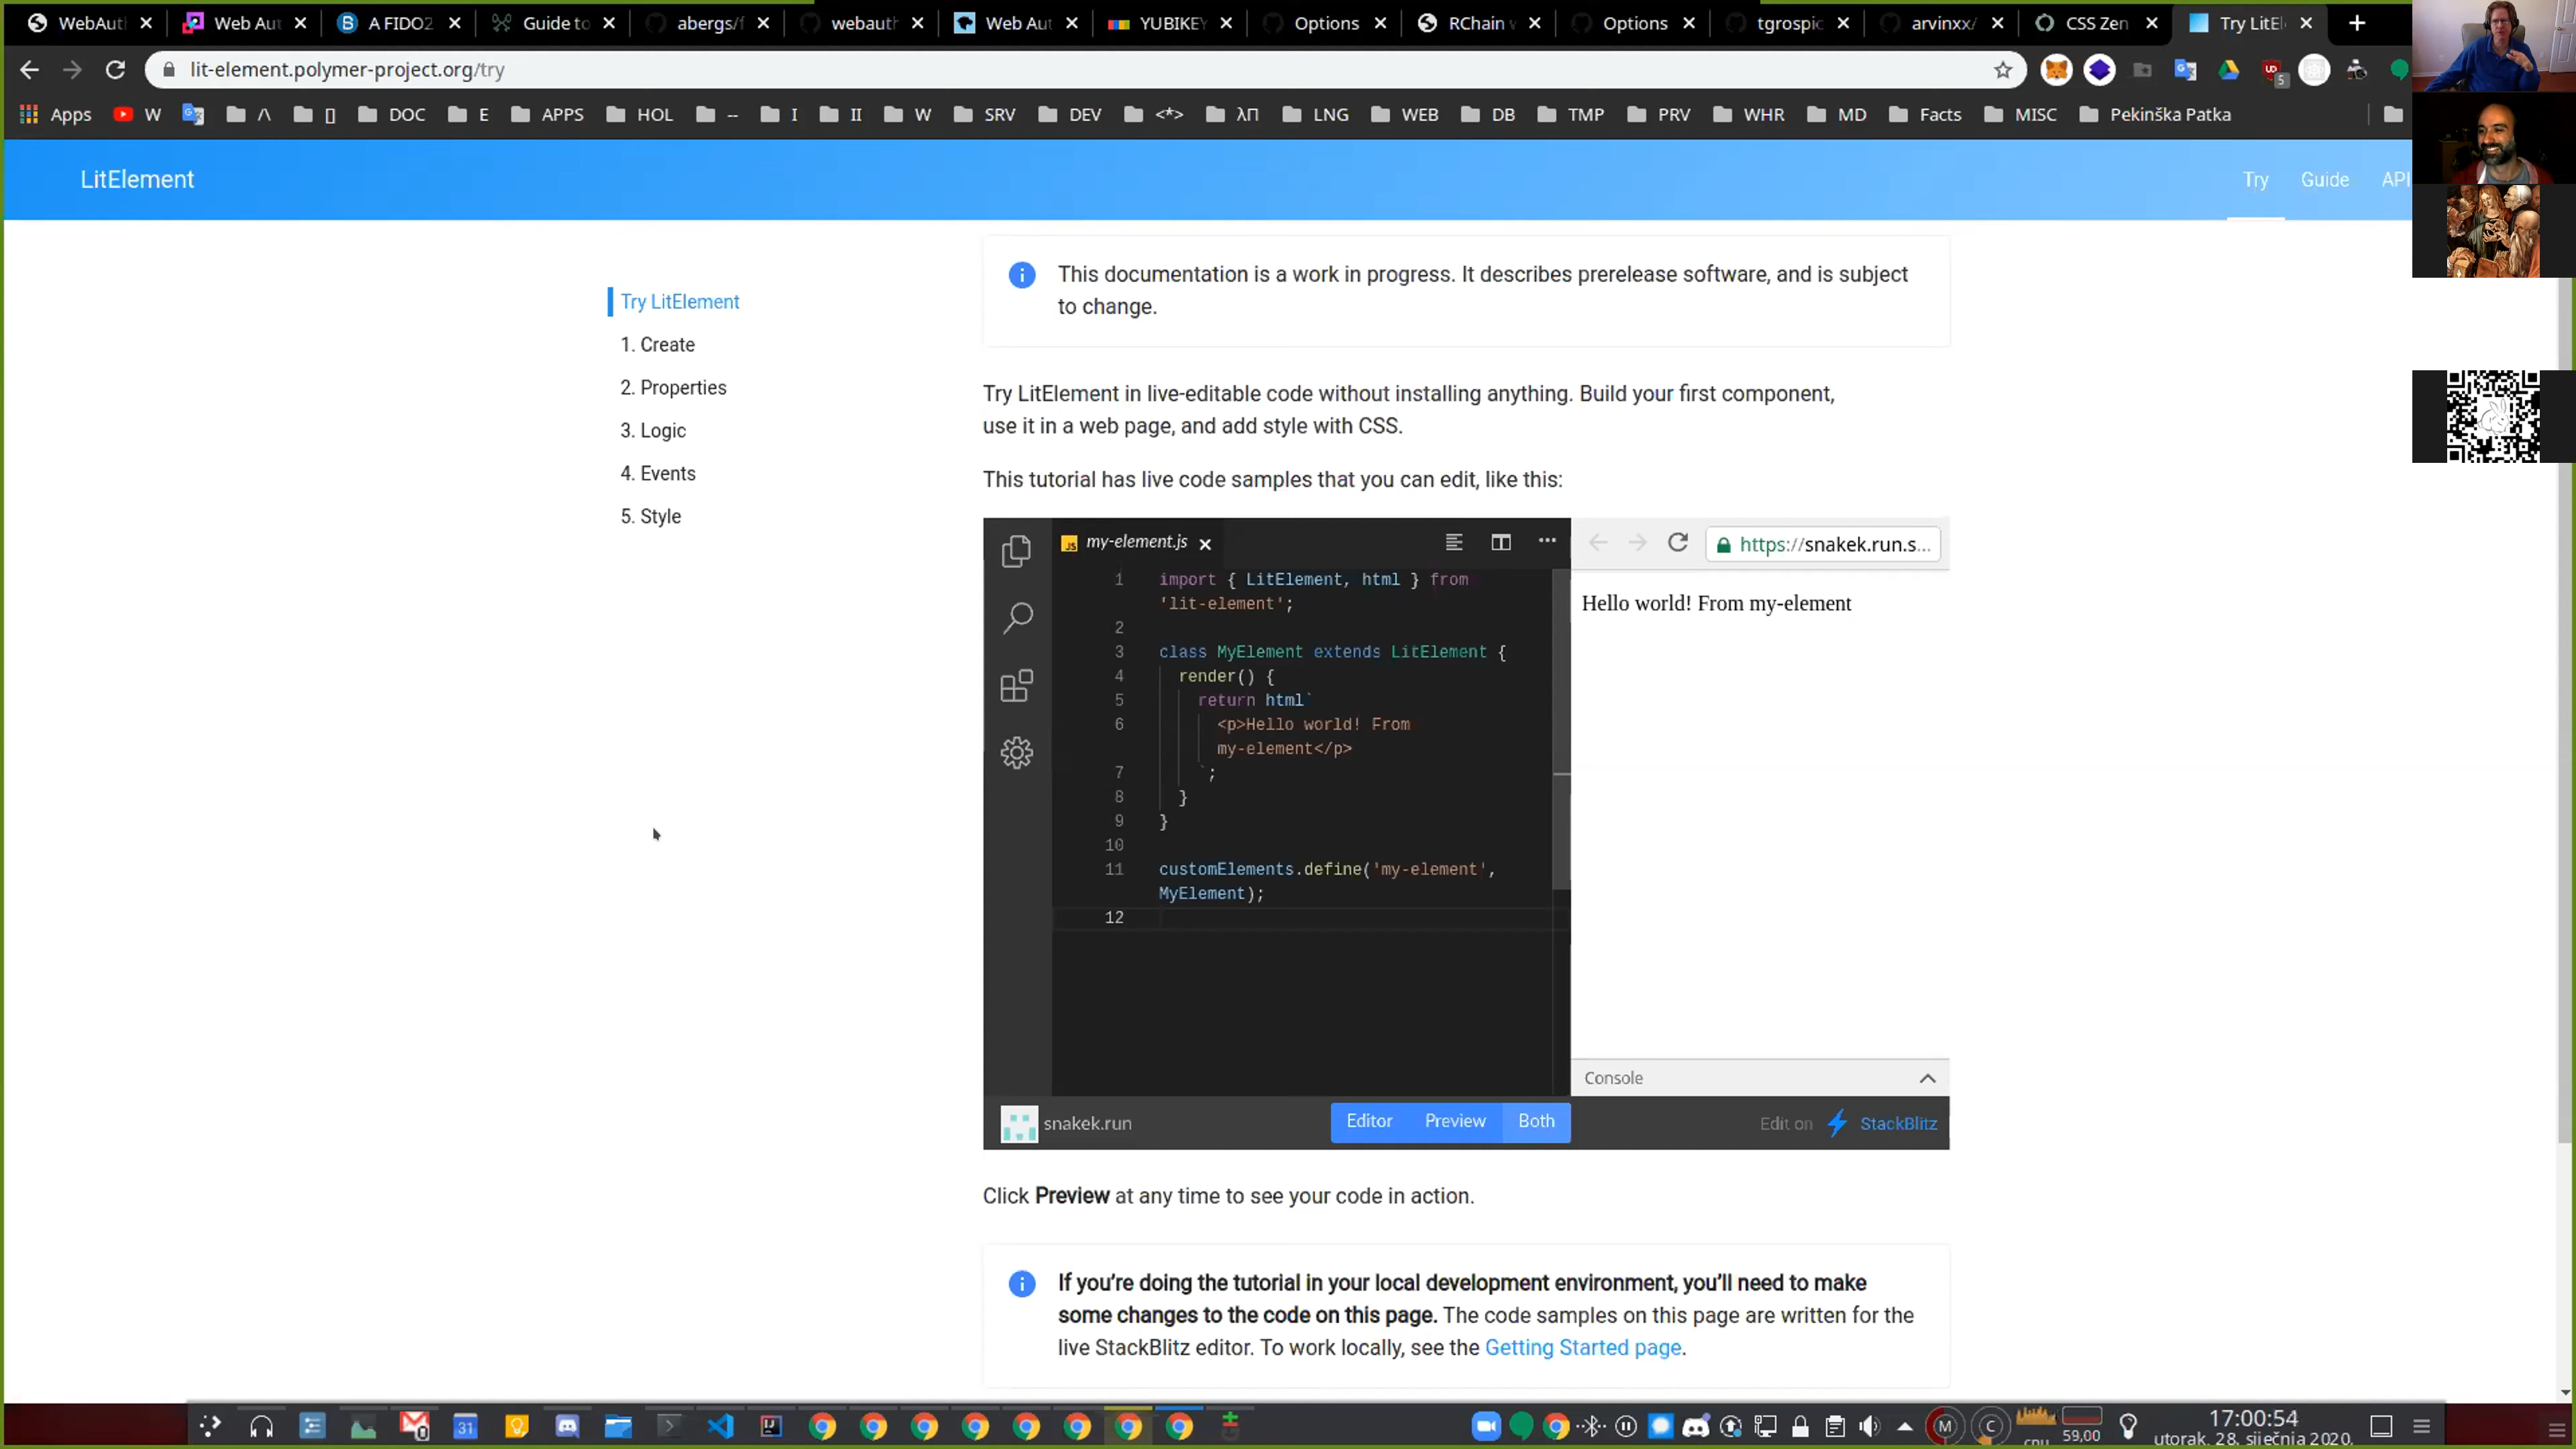 WebAuth
Web Aut
A FIDO2
Guide to
abergs/f
webauth
Web Aut
YUBIKEY
Options
RChain
Options
tgrospic
arvinxx/
CSS Zen
Try LitEl
lit-element.polymer-project.org/try
Apps W /\ [] DOC E APPS HOL -- I II W SRV DEV <*> λΠ LNG WEB DB TMP PRV WHR MD Facts MISC Pekinška Patka
LitElement
Try Guide API
This documentation is a work in progress. It describes prerelease software, and is subject
to change.
Try LitElement
1. Create
2. Properties
3. Logic
4. Events
5. Style
Try LitElement in live-editable code without installing anything. Build your first component,
use it in a web page, and add style with CSS.
This tutorial has live code samples that you can edit, like this:
my-element.js
https://snakek.run.s...
1 import { LitElement, html } from
'lit-element';
2
3 class MyElement extends LitElement {
4 render() {
5 return html`
6 <p>Hello world! From
my-element</p>
7 `;
8 }
9 }
10
11 customElements.define('my-element',
MyElement);
12
Hello world! From my-element
Console
snakek.run
Editor Preview Both
Edit on StackBlitz
Click Preview at any time to see your code in action.
If you’re doing the tutorial in your local development environment, you’ll need to make
some changes to the code on this page. The code samples on this page are written for the
live StackBlitz editor. To work locally, see the Getting Started page.
31
M
C
59,00
17:00:54
utorak, 28. siječnja 2020.